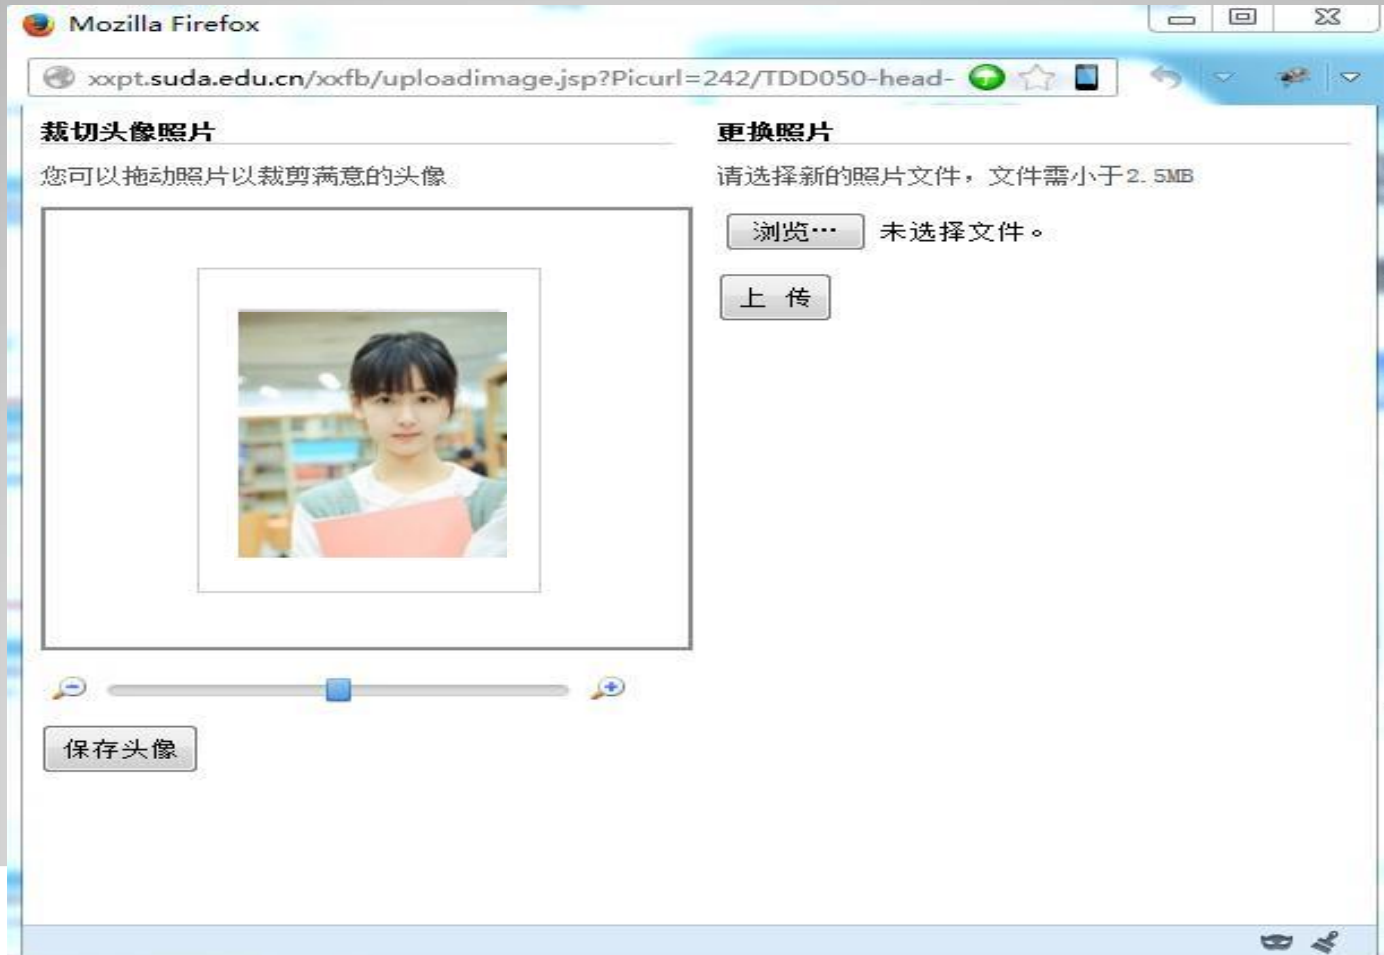 Mozilla Firefox
xxpt.suda.edu.cn/xxfb/uploadimage.jsp?Picurl=242/TDD050-head-
裁切头像照片
您可以拖动照片以裁剪满意的头像
保存头像
更换照片
请选择新的照片文件，文件需小于2.5MB
浏览… 未选择文件。
上 传